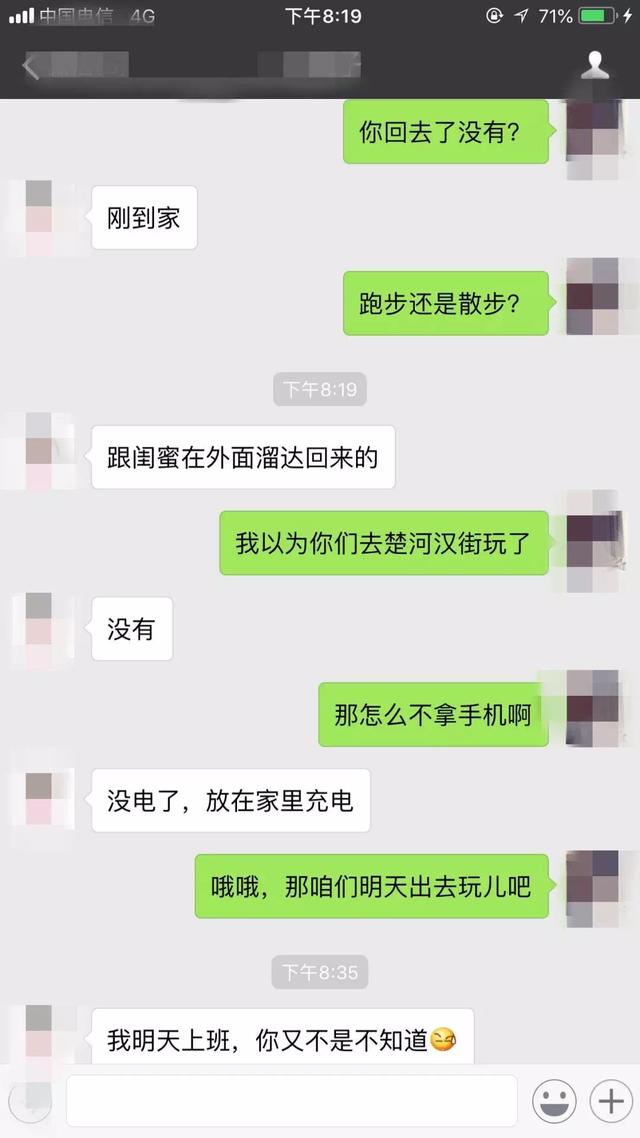 中国电信 4G 下午8:19 71%
你回去了没有?
刚到家
跑步还是散步?
下午8:19
跟闺蜜在外面溜达回来的
我以为你们去楚河汉街玩了
没有
那怎么不拿手机啊
没电了，放在家里充电
哦哦，那咱们明天出去玩儿吧
下午8:35
我明天上班，你又不是不知道